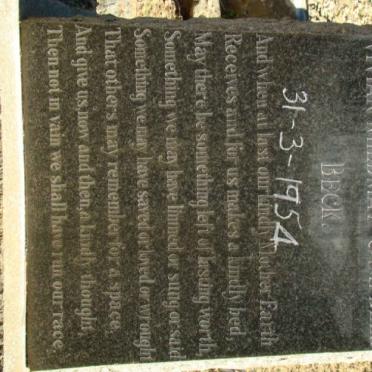 BECK.
31-3-1954
And when at last our Mother Earth
Receives and for us makes a kindly bed,
May there be something left of lasting worth,
Something we may have limned or sung or said
Something we may have saved or loved or wrought
That others may remember for a space.
And give us now and then a kindly thought,
Then not in vain we shall have run our race